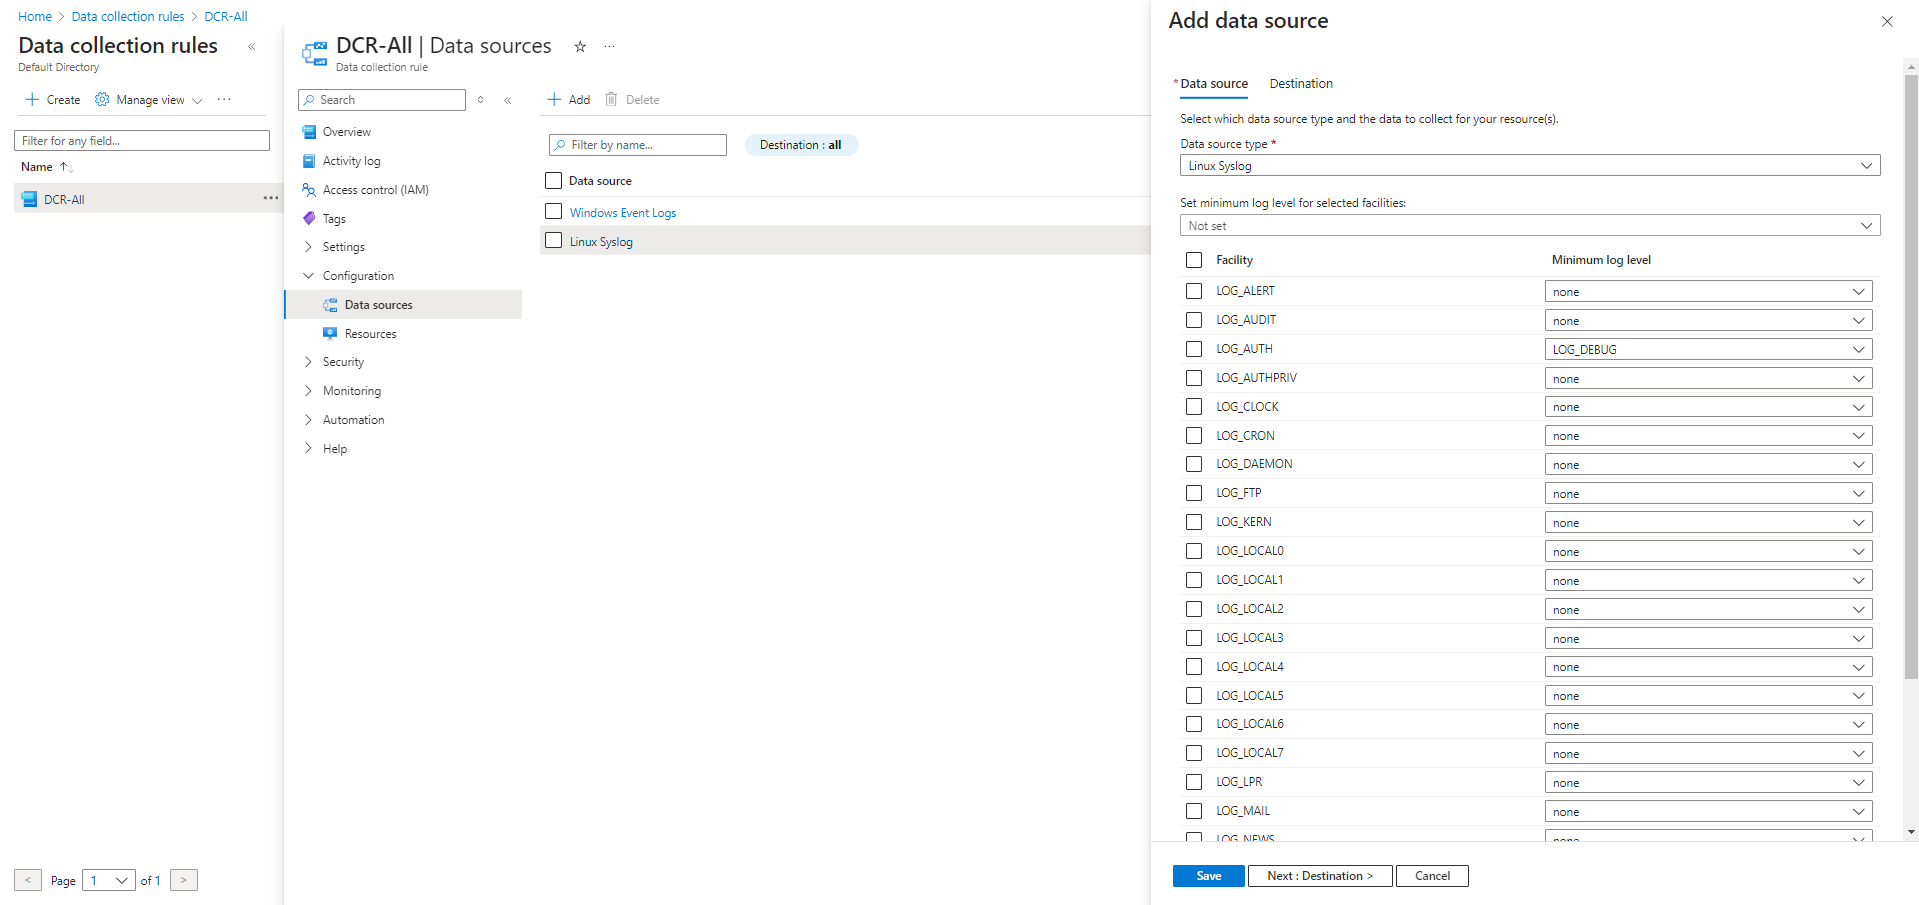 Home > Data collection rules > DCR-All
Data collection rules «
Default Directory
+ Create Manage view ...
Filter for any field...
Name ↑↓
DCR-All ...
< Page 1 of 1 >
DCR-All | Data sources ☆ ...
Data collection rule
Search «
Overview
Activity log
Access control (IAM)
Tags
Settings
Configuration
Data sources
Resources
Security
Monitoring
Automation
Help
+ Add Delete
Filter by name... Destination : all
Data source
Windows Event Logs
Linux Syslog
Add data source
* Data source Destination
Select which data source type and the data to collect for your resource(s).
Data source type *
Linux Syslog
Set minimum log level for selected facilities:
Not set
Facility Minimum log level
LOG_ALERT none
LOG_AUDIT none
LOG_AUTH LOG_DEBUG
LOG_AUTHPRIV none
LOG_CLOCK none
LOG_CRON none
LOG_DAEMON none
LOG_FTP none
LOG_KERN none
LOG_LOCAL0 none
LOG_LOCAL1 none
LOG_LOCAL2 none
LOG_LOCAL3 none
LOG_LOCAL4 none
LOG_LOCAL5 none
LOG_LOCAL6 none
LOG_LOCAL7 none
LOG_LPR none
LOG_MAIL none
LOG_NEWS none
Save Next : Destination > Cancel